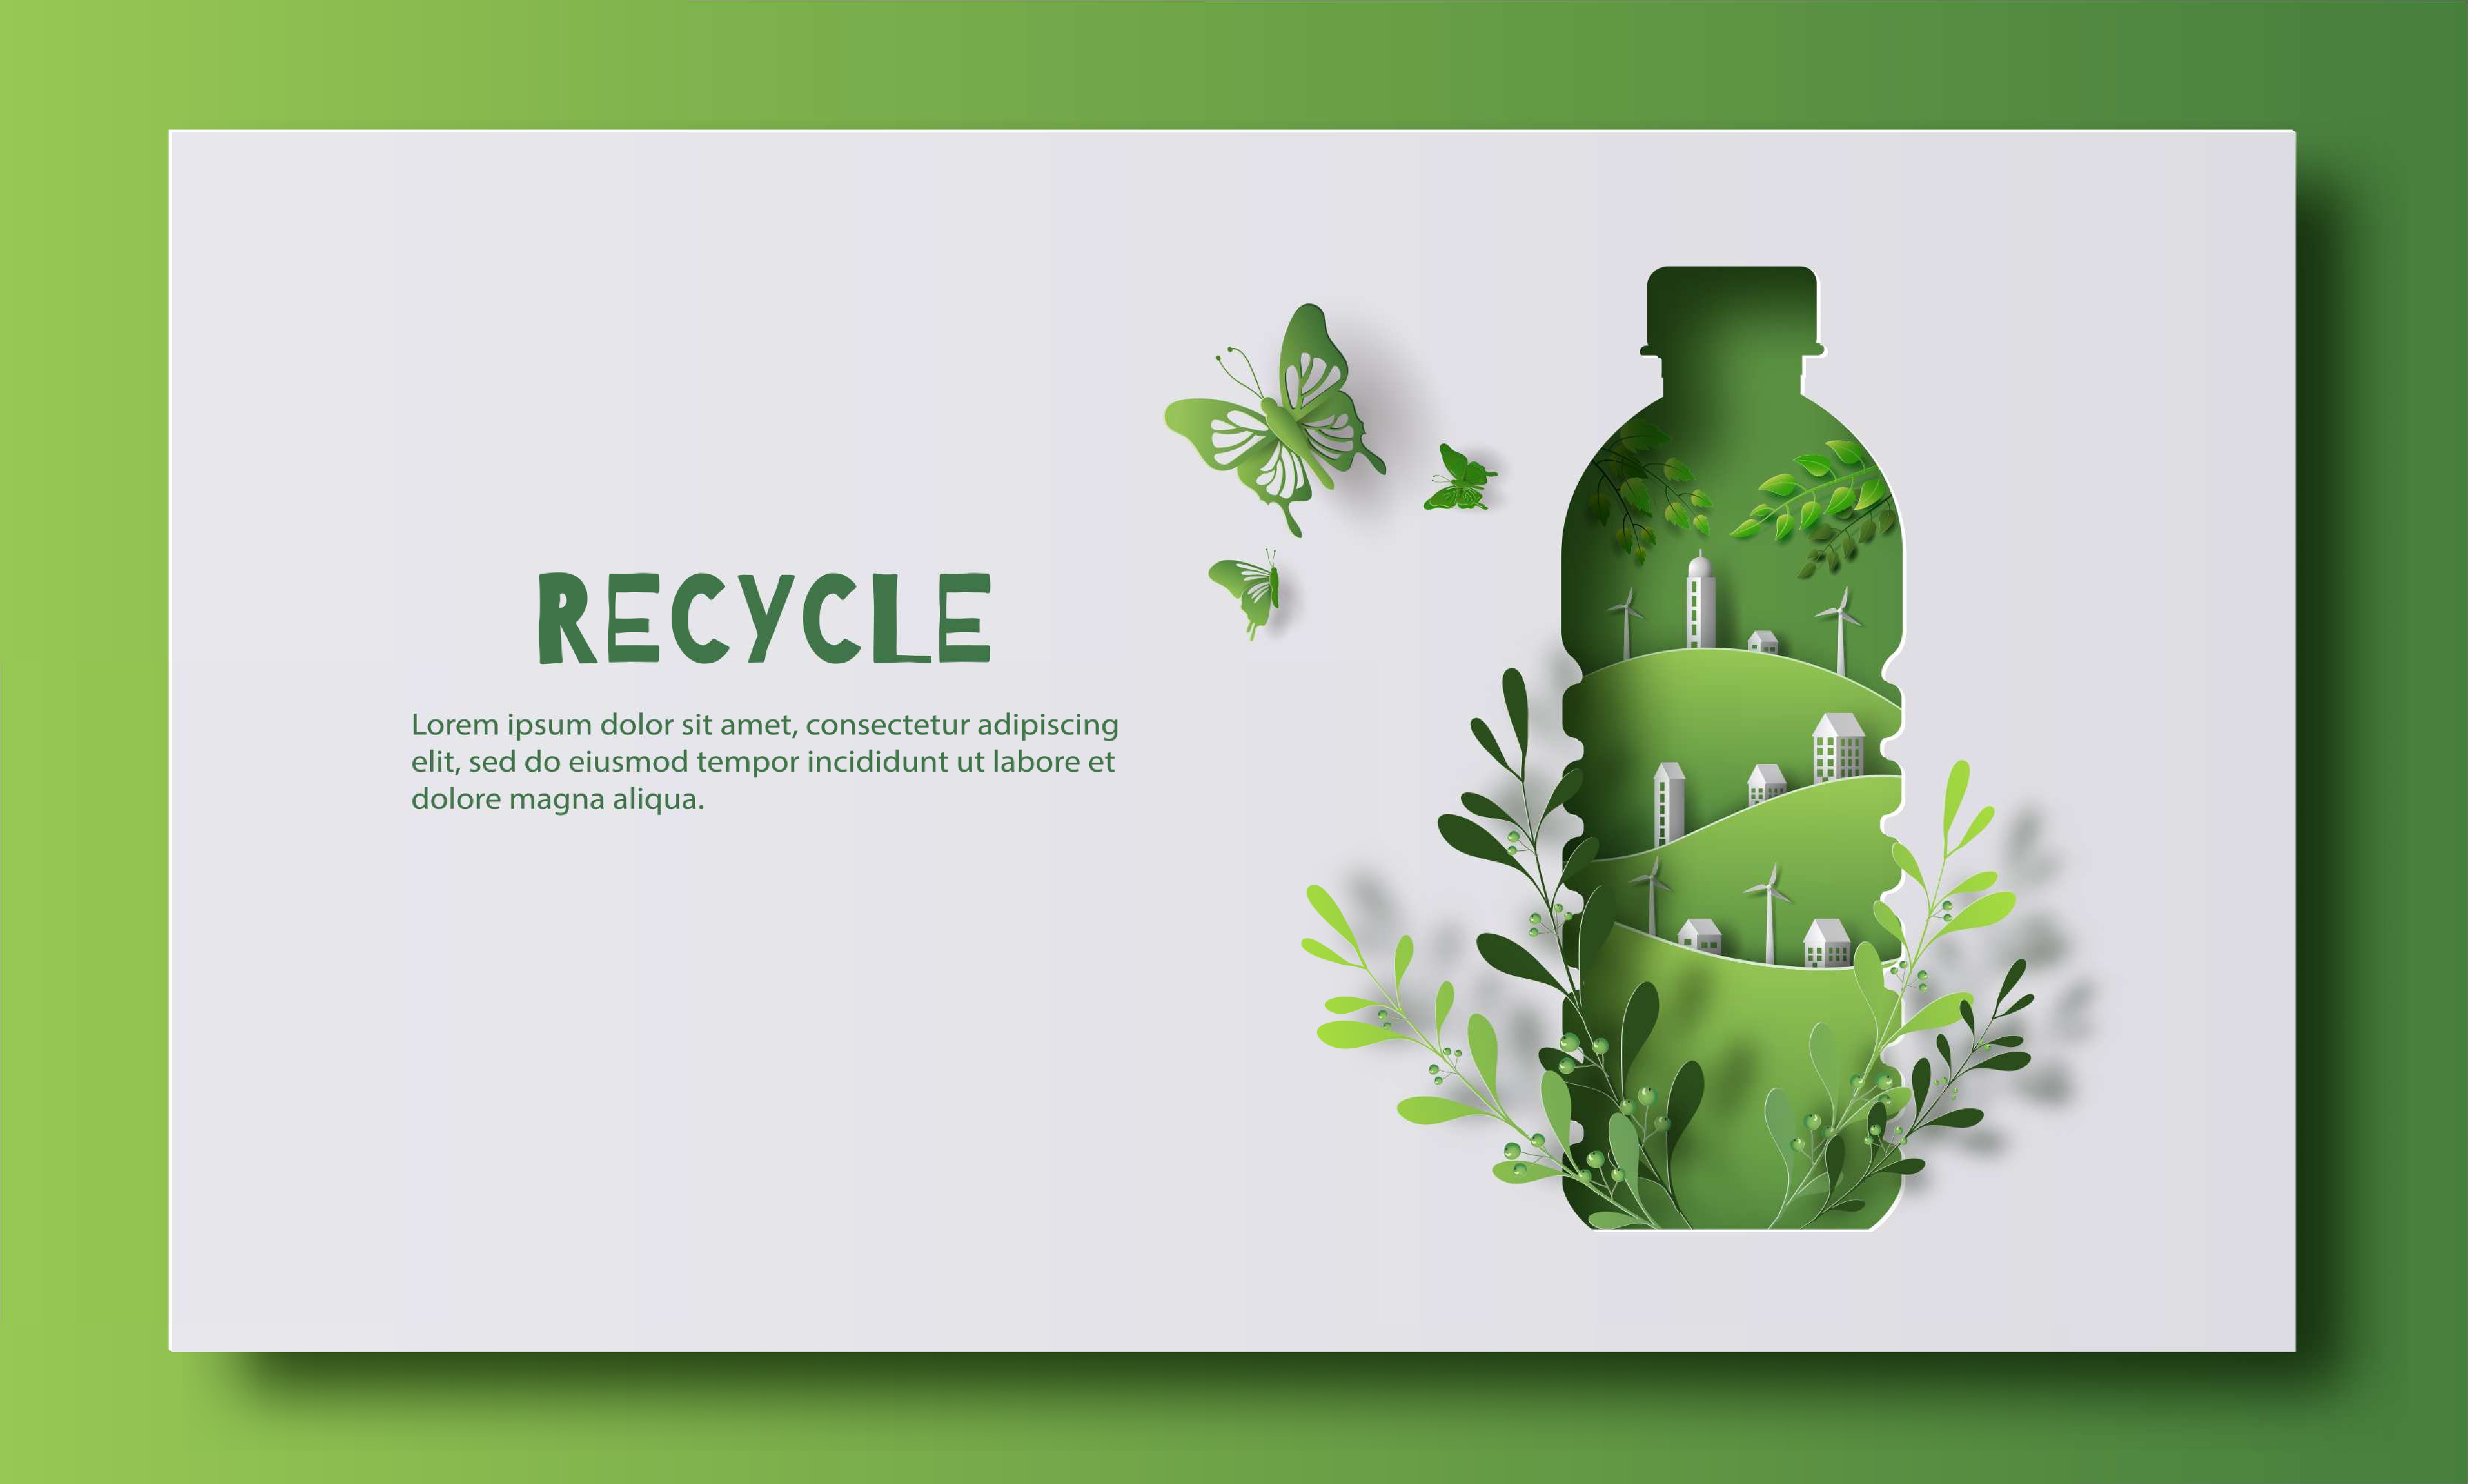 RECYCLE
Lorem ipsum dolor sit amet, consectetur adipiscing
elit, sed do eiusmod tempor incididunt ut labore et
dolore magna aliqua.